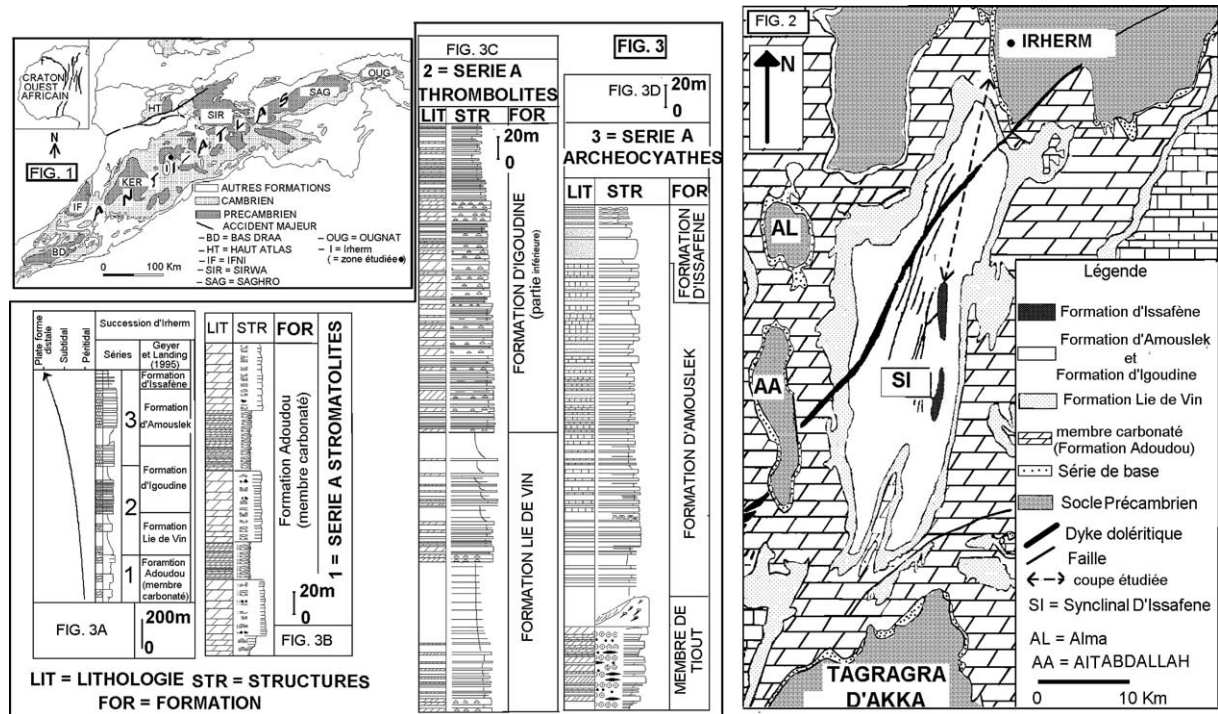 CRATON
OUEST
AFRICAIN
N
FIG. 1
HT
SIR
OUG
SAG
KER
I
IF
BD
ANTI ATLAS
AUTRES FORMATIONS
CAMBRIEN
PRECAMBRIEN
ACCIDENT MAJEUR
– BD = BAS DRAA
– HT = HAUT ATLAS
– IF = IFNI
– SIR = SIRWA
– SAG = SAGHRO
– OUG = OUGNAT
– I = Irherm
( = zone étudiée )
0 100 Km
Plate forme
distale
Subtidal
Péritidal
Succession d'Irherm
Séries
Geyer
et Landing
(1995)
3
2
1
Formation
d'Issafène
Formation
d'Amouslek
Formation
d'Igoudine
Formation
Lie de Vin
Foramtion
Adoudou
(membre
carbonaté)
FIG. 3A
200m
0
LIT STR FOR
Formation Adoudou
(membre carbonaté)
1 = SERIE A STROMATOLITES
20m
0
FIG. 3B
LIT = LITHOLOGIE STR = STRUCTURES
FOR = FORMATION
FIG. 3C
2 = SERIE A
THROMBOLITES
LIT STR FOR
20m
0
FORMATION D'IGOUDINE
(partie inférieure)
FORMATION LIE DE VIN
FIG. 3
FIG. 3D
20m
0
3 = SERIE A
ARCHEOCYATHES
LIT STR FOR
FORMATION
D'ISSAFENE
FORMATION D'AMOUSLEK
MEMBRE DE
TIOUT
FIG. 2
N
IRHERM
AL
AA
SI
TAGRAGRA
D'AKKA
Légende
Formation d'Issafène
Formation d'Amouslek
et
Formation d'Igoudine
Formation Lie de Vin
membre carbonaté
(Formation Adoudou)
Série de base
Socle Précambrien
Dyke doléritique
Faille
coupe étudiée
SI = Synclinal D'Issafene
AL = Alma
AA = AITABDALLAH
0 10 Km